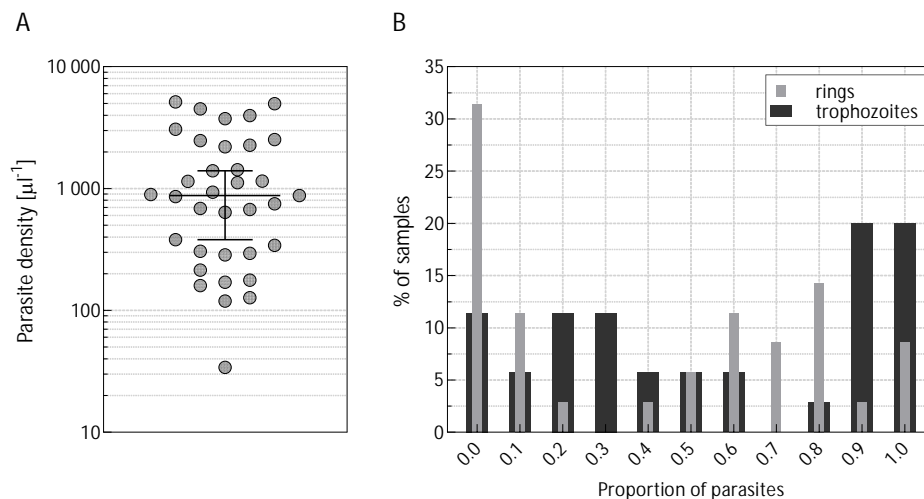 A
Parasite density [µl⁻¹]
10 000
1 000
100
10
B
% of samples
35
30
25
20
15
10
5
0
rings
trophozoites
0.0 0.1 0.2 0.3 0.4 0.5 0.6 0.7 0.8 0.9 1.0
Proportion of parasites